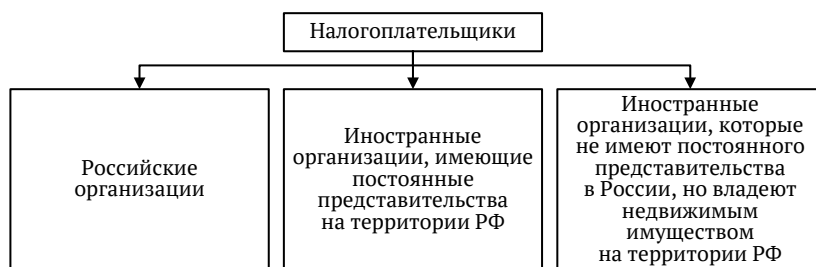 Налогоплательщики
Российские
организации
Иностранные
организации, имеющие
постоянные
представительства
на территории РФ
Иностранные
организации, которые
не имеют постоянного
представительства
в России, но владеют
недвижимым
имуществом
на территории РФ